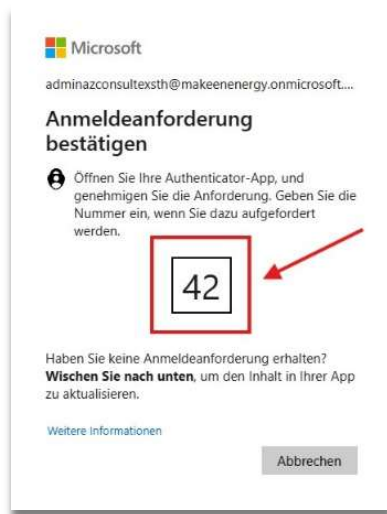 Microsoft
adminazconsultexsth@makeenenergy.onmicrosoft....
Anmeldeanforderung
bestätigen
Öffnen Sie Ihre Authenticator-App, und
genehmigen Sie die Anforderung. Geben Sie die
Nummer ein, wenn Sie dazu aufgefordert
werden.
42
Haben Sie keine Anmeldeanforderung erhalten?
Wischen Sie nach unten, um den Inhalt in Ihrer App
zu aktualisieren.
Weitere Informationen
Abbrechen